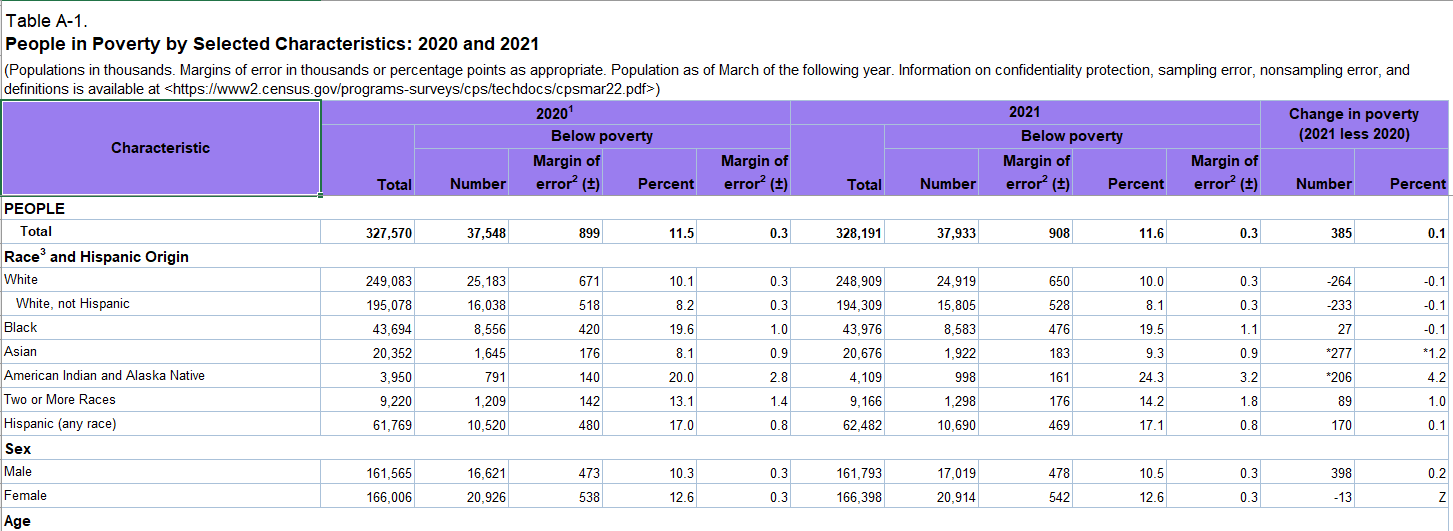 Table A-1.
People in Poverty by Selected Characteristics: 2020 and 2021
(Populations in thousands. Margins of error in thousands or percentage points as appropriate. Population as of March of the following year. Information on confidentiality protection, sampling error, nonsampling error, and
definitions is available at <https://www2.census.gov/programs-surveys/cps/techdocs/cpsmar22.pdf>)
Characteristic 2020¹ 2021 Change in poverty
(2021 less 2020)
Below poverty Below poverty
Total Number Margin of error² (±) Percent Margin of error² (±) Total Number Margin of error² (±) Percent Margin of error² (±) Number Percent
PEOPLE
Total 327,570 37,548 899 11.5 0.3 328,191 37,933 908 11.6 0.3 385 0.1
Race³ and Hispanic Origin
White 249,083 25,183 671 10.1 0.3 248,909 24,919 650 10.0 0.3 -264 -0.1
White, not Hispanic 195,078 16,038 518 8.2 0.3 194,309 15,805 528 8.1 0.3 -233 -0.1
Black 43,694 8,556 420 19.6 1.0 43,976 8,583 476 19.5 1.1 27 -0.1
Asian 20,352 1,645 176 8.1 0.9 20,676 1,922 183 9.3 0.9 *277 *1.2
American Indian and Alaska Native 3,950 791 140 20.0 2.8 4,109 998 161 24.3 3.2 *206 4.2
Two or More Races 9,220 1,209 142 13.1 1.4 9,166 1,298 176 14.2 1.8 89 1.0
Hispanic (any race) 61,769 10,520 480 17.0 0.8 62,482 10,690 469 17.1 0.8 170 0.1
Sex
Male 161,565 16,621 473 10.3 0.3 161,793 17,019 478 10.5 0.3 398 0.2
Female 166,006 20,926 538 12.6 0.3 166,398 20,914 542 12.6 0.3 -13 Z
Age